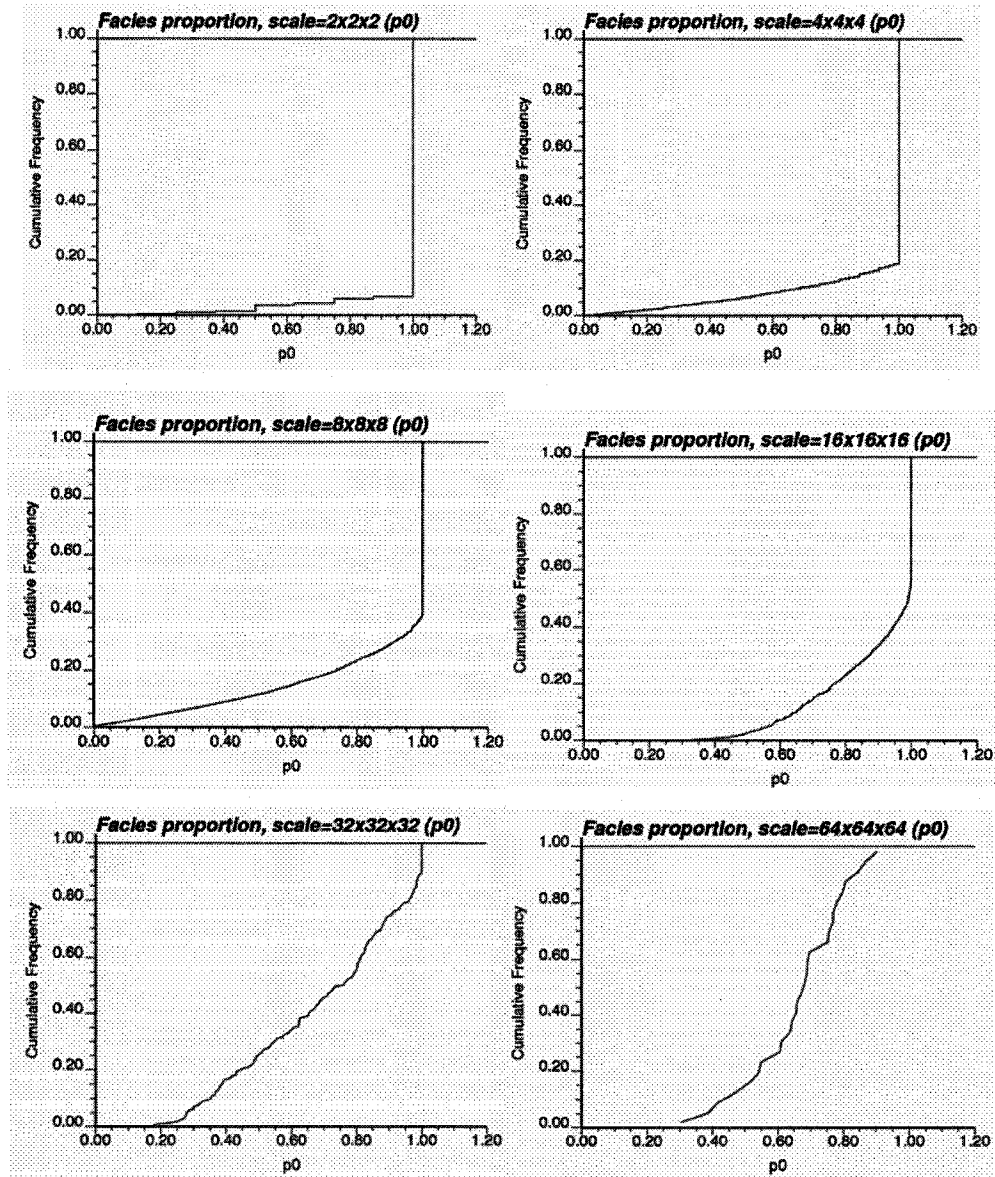 Facies proportion, scale=2x2x2 (p0)
1.00
0.80
0.60
0.40
0.20
0.00
Cumulative Frequency
0.00 0.20 0.40 0.60 0.80 1.00 1.20
p0
Facies proportion, scale=4x4x4 (p0)
1.00
0.80
0.60
0.40
0.20
0.00
Cumulative Frequency
0.00 0.20 0.40 0.60 0.80 1.00 1.20
p0
Facies proportion, scale=8x8x8 (p0)
1.00
0.80
0.60
0.40
0.20
0.00
Cumulative Frequency
0.00 0.20 0.40 0.60 0.80 1.00 1.20
p0
Facies proportion, scale=16x16x16 (p0)
1.00
0.80
0.60
0.40
0.20
0.00
Cumulative Frequency
0.00 0.20 0.40 0.60 0.80 1.00 1.20
p0
Facies proportion, scale=32x32x32 (p0)
1.00
0.80
0.60
0.40
0.20
0.00
Cumulative Frequency
0.00 0.20 0.40 0.60 0.80 1.00 1.20
p0
Facies proportion, scale=64x64x64 (p0)
1.00
0.80
0.60
0.40
0.20
0.00
Cumulative Frequency
0.00 0.20 0.40 0.60 0.80 1.00 1.20
p0